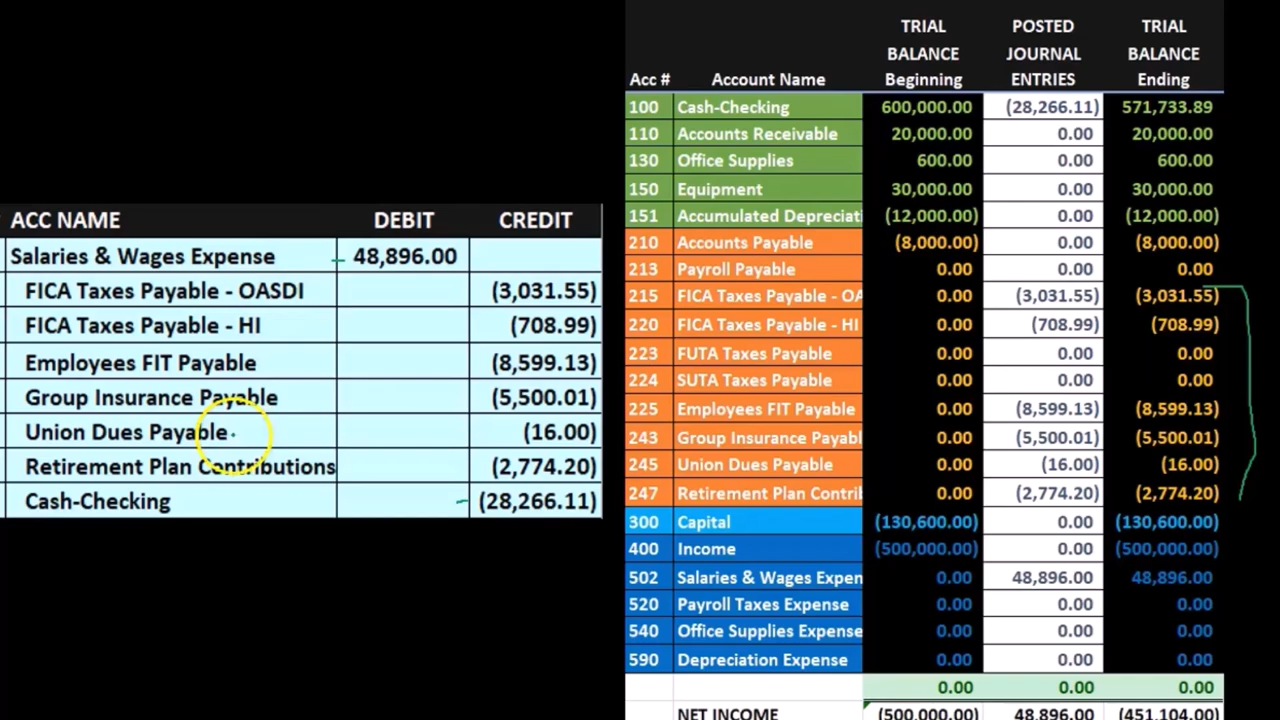 ACC NAME DEBIT CREDIT
Salaries & Wages Expense 48,896.00
FICA Taxes Payable - OASDI (3,031.55)
FICA Taxes Payable - HI (708.99)
Employees FIT Payable (8,599.13)
Group Insurance Payable (5,500.01)
Union Dues Payable (16.00)
Retirement Plan Contributions (2,774.20)
Cash-Checking (28,266.11)
TRIAL POSTED TRIAL
BALANCE JOURNAL BALANCE
Acc # Account Name Beginning ENTRIES Ending
100 Cash-Checking 600,000.00 (28,266.11) 571,733.89
110 Accounts Receivable 20,000.00 0.00 20,000.00
130 Office Supplies 600.00 0.00 600.00
150 Equipment 30,000.00 0.00 30,000.00
151 Accumulated Depreciati (12,000.00) 0.00 (12,000.00)
210 Accounts Payable (8,000.00) 0.00 (8,000.00)
213 Payroll Payable 0.00 0.00 0.00
215 FICA Taxes Payable - OA 0.00 (3,031.55) (3,031.55)
220 FICA Taxes Payable - HI 0.00 (708.99) (708.99)
223 FUTA Taxes Payable 0.00 0.00 0.00
224 SUTA Taxes Payable 0.00 0.00 0.00
225 Employees FIT Payable 0.00 (8,599.13) (8,599.13)
243 Group Insurance Payabl 0.00 (5,500.01) (5,500.01)
245 Union Dues Payable 0.00 (16.00) (16.00)
247 Retirement Plan Contrib 0.00 (2,774.20) (2,774.20)
300 Capital (130,600.00) 0.00 (130,600.00)
400 Income (500,000.00) 0.00 (500,000.00)
502 Salaries & Wages Expen 0.00 48,896.00 48,896.00
520 Payroll Taxes Expense 0.00 0.00 0.00
540 Office Supplies Expense 0.00 0.00 0.00
590 Depreciation Expense 0.00 0.00 0.00
0.00 0.00 0.00
NET INCOME (500,000.00) 48,896.00 (451,104.00)